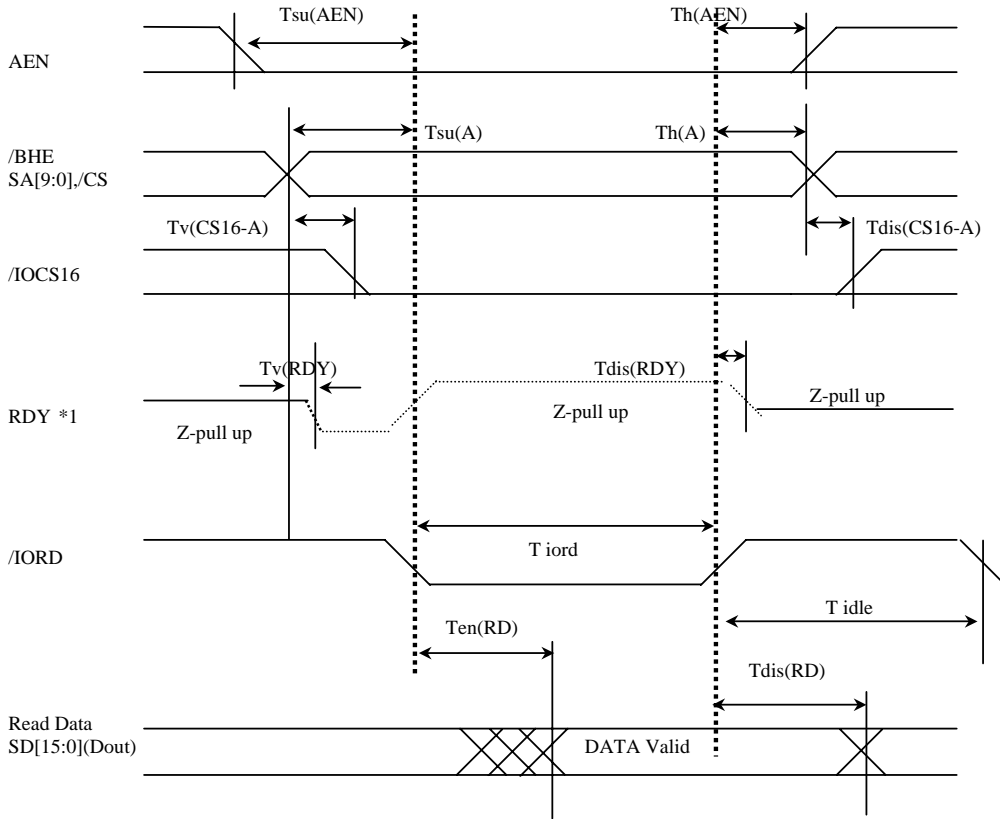 Tsu(AEN)
Th(AEN)
AEN
Tsu(A)
Th(A)
/BHE
SA[9:0],/CS
Tv(CS16-A)
Tdis(CS16-A)
/IOCS16
Tv(RDY)
Tdis(RDY)
RDY *1
Z-pull up
Z-pull up
Z-pull up
/IORD
T iord
T idle
Ten(RD)
Tdis(RD)
Read Data
SD[15:0](Dout)
DATA Valid